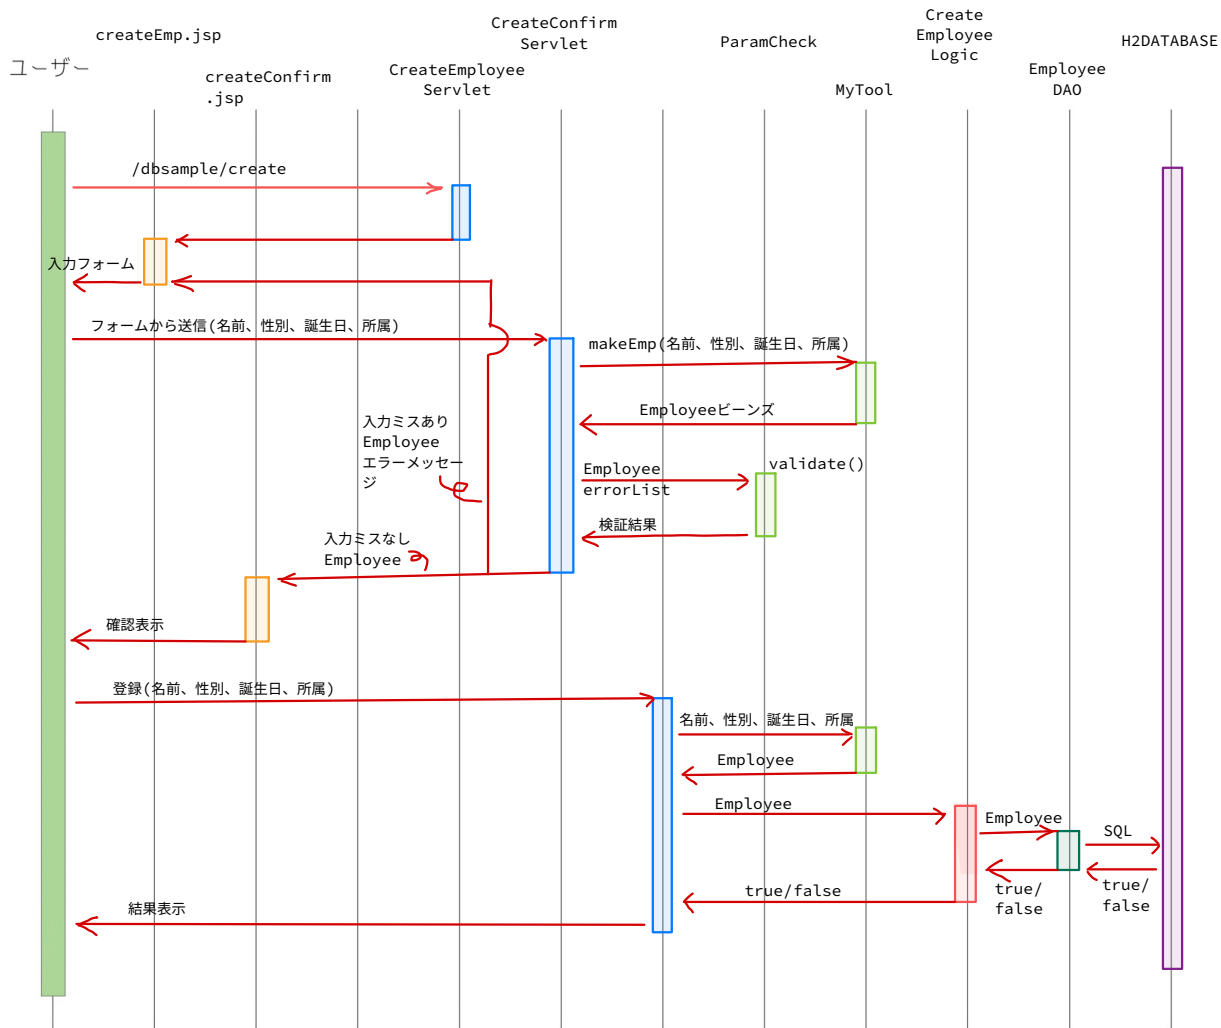 createEmp.jsp
CreateConfirm
Servlet
ParamCheck
Create
Employee
Logic
H2DATABASE
ユーザー
createConfirm
.jsp
CreateEmployee
Servlet
MyTool
Employee
DAO
/dbsample/create
入力フォーム
フォームから送信(名前、性別、誕生日、所属)
makeEmp(名前、性別、誕生日、所属)
Employeeビーンズ
入力ミスあり
Employee
エラーメッセー
ジ
validate()
Employee
errorList
検証結果
入力ミスなし
Employee
確認表示
登録(名前、性別、誕生日、所属)
名前、性別、誕生日、所属
Employee
Employee
Employee
SQL
true/false
true/
false
true/
false
結果表示